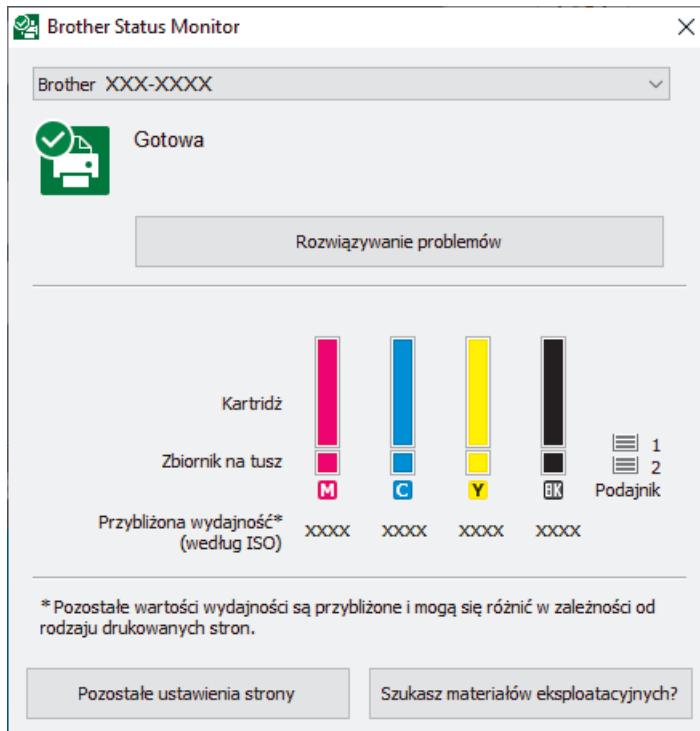 Brother Status Monitor
Brother XXX-XXXX
Gotowa
Rozwiązywanie problemów
Kartridż
Zbiornik na tusz
1
2
M C Y BK Podajnik
Przybliżona wydajność*
(według ISO)
XXXX XXXX XXXX XXXX
*Pozostałe wartości wydajności są przybliżone i mogą się różnić w zależności od
rodzaju drukowanych stron.
Pozostałe ustawienia strony
Szukasz materiałów eksploatacyjnych?